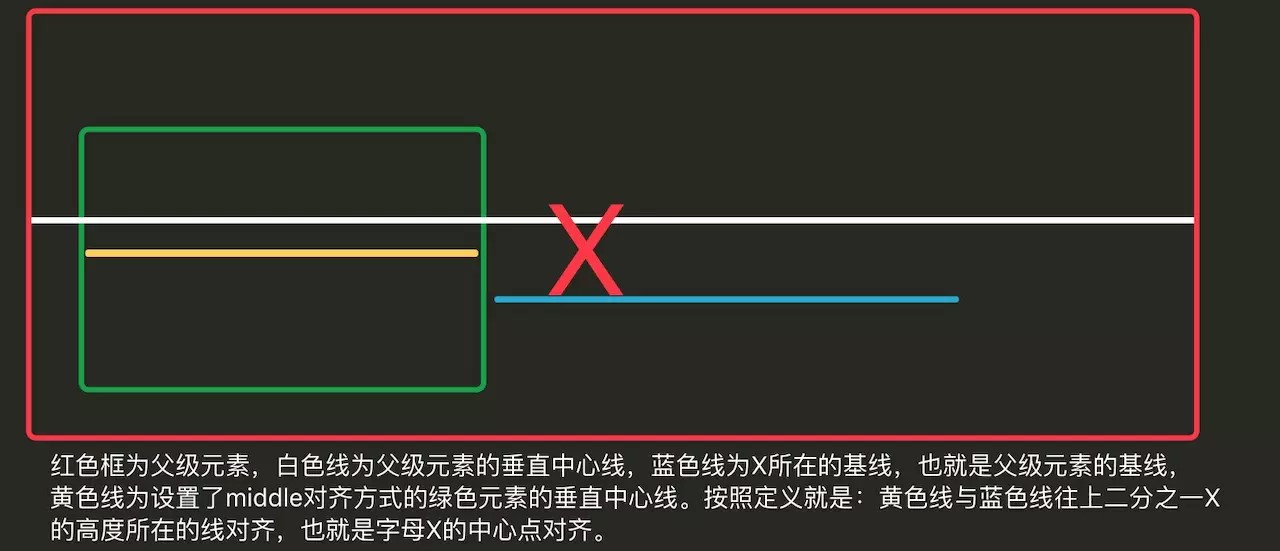 X
红色框为父级元素，白色线为父级元素的垂直中心线，蓝色线为X所在的基线，也就是父级元素的基线，
黄色线为设置了middle对齐方式的绿色元素的垂直中心线。按照定义就是：黄色线与蓝色线往上二分之一X
的高度所在的线对齐，也就是字母X的中心点对齐。